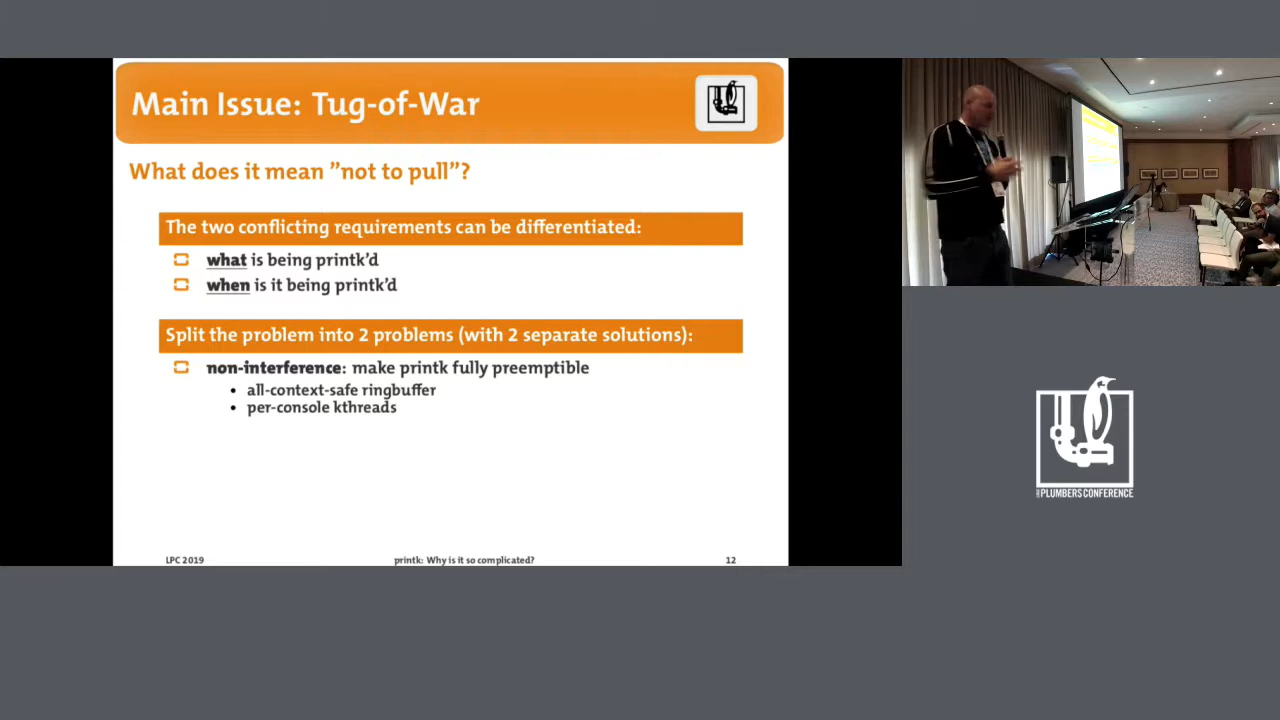 Main Issue: Tug-of-War
What does it mean ”not to pull”?
The two conflicting requirements can be differentiated:
what is being printk’d
when is it being printk’d
Split the problem into 2 problems (with 2 separate solutions):
non-interference: make printk fully preemptible
• all-context-safe ringbuffer
• per-console kthreads
LPC 2019
printk: Why is it so complicated?
12
PLUMBERS CONFERENCE